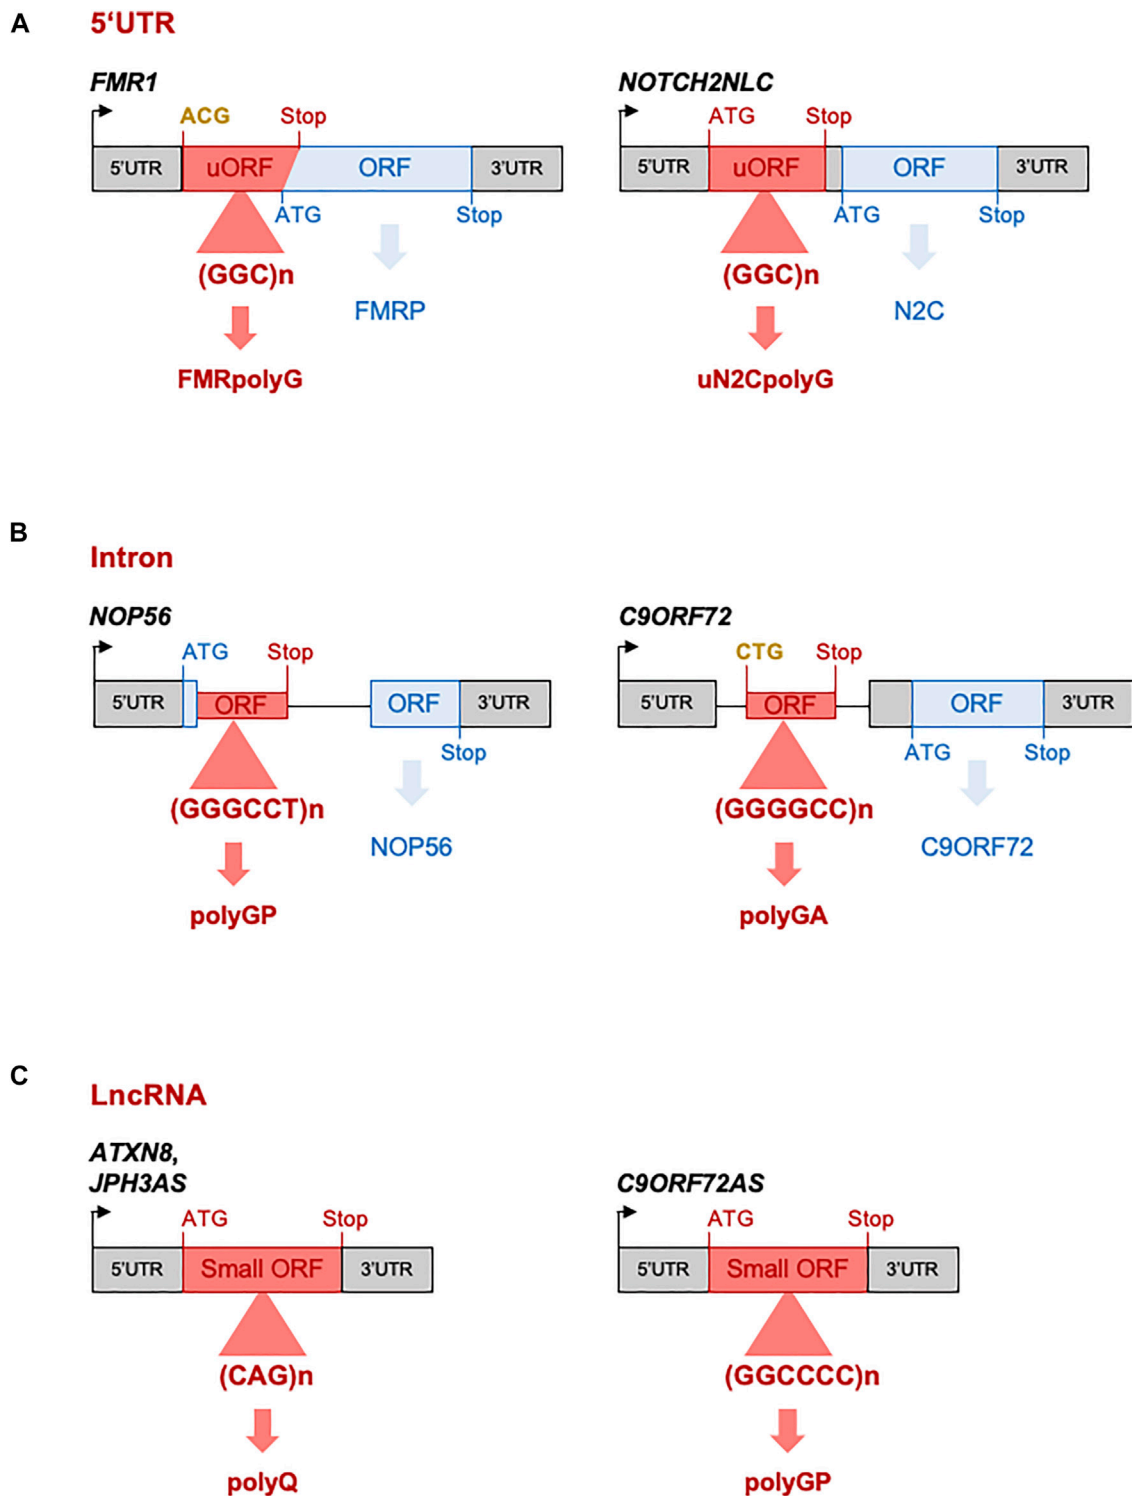 A
5‘UTR
FMR1
ACG Stop
5'UTR uORF ORF 3'UTR
ATG Stop
(GGC)n
FMRP
FMRpolyG
NOTCH2NLC
ATG Stop
5'UTR uORF ORF 3'UTR
ATG Stop
(GGC)n
N2C
uN2CpolyG
B
Intron
NOP56
ATG Stop
5'UTR ORF ORF 3'UTR
Stop
(GGGCCT)n
NOP56
polyGP
C9ORF72
CTG Stop
5'UTR ORF ORF 3'UTR
ATG Stop
(GGGGCC)n
C9ORF72
polyGA
C
LncRNA
ATXN8,
JPH3AS
ATG Stop
5'UTR Small ORF 3'UTR
(CAG)n
polyQ
C9ORF72AS
ATG Stop
5'UTR Small ORF 3'UTR
(GGCCCC)n
polyGP